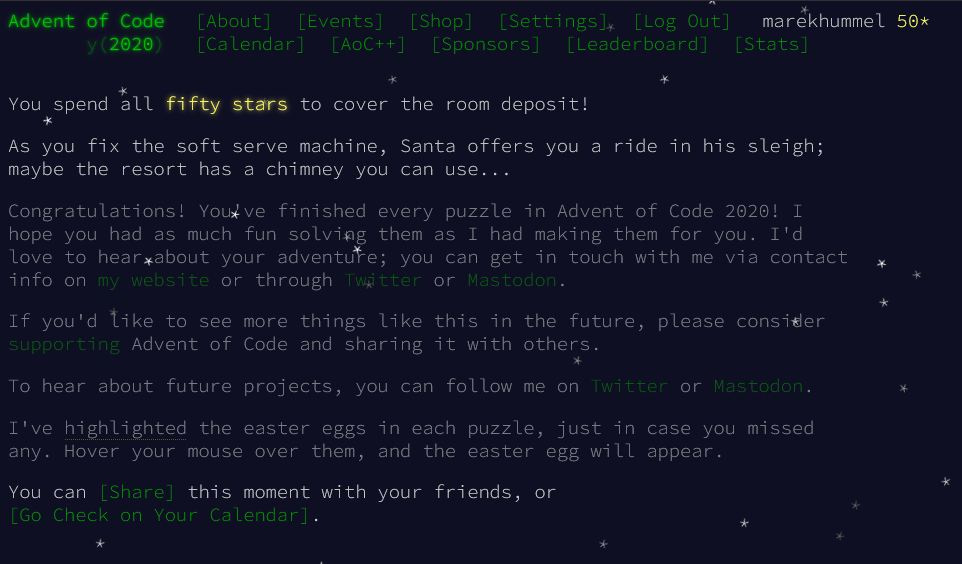 Advent of Code [About] [Events] [Shop] [Settings] [Log Out] marekhummel 50*
y(2020) [Calendar] [AoC++] [Sponsors] [Leaderboard] [Stats]
You spend all fifty stars to cover the room deposit!
As you fix the soft serve machine, Santa offers you a ride in his sleigh;
maybe the resort has a chimney you can use...
Congratulations! You've finished every puzzle in Advent of Code 2020! I
hope you had as much fun solving them as I had making them for you. I'd
love to hear about your adventure; you can get in touch with me via contact
info on my website or through Twitter or Mastodon.
If you'd like to see more things like this in the future, please consider
supporting Advent of Code and sharing it with others.
To hear about future projects, you can follow me on Twitter or Mastodon.
I've highlighted the easter eggs in each puzzle, just in case you missed
any. Hover your mouse over them, and the easter egg will appear.
You can [Share] this moment with your friends, or
[Go Check on Your Calendar].